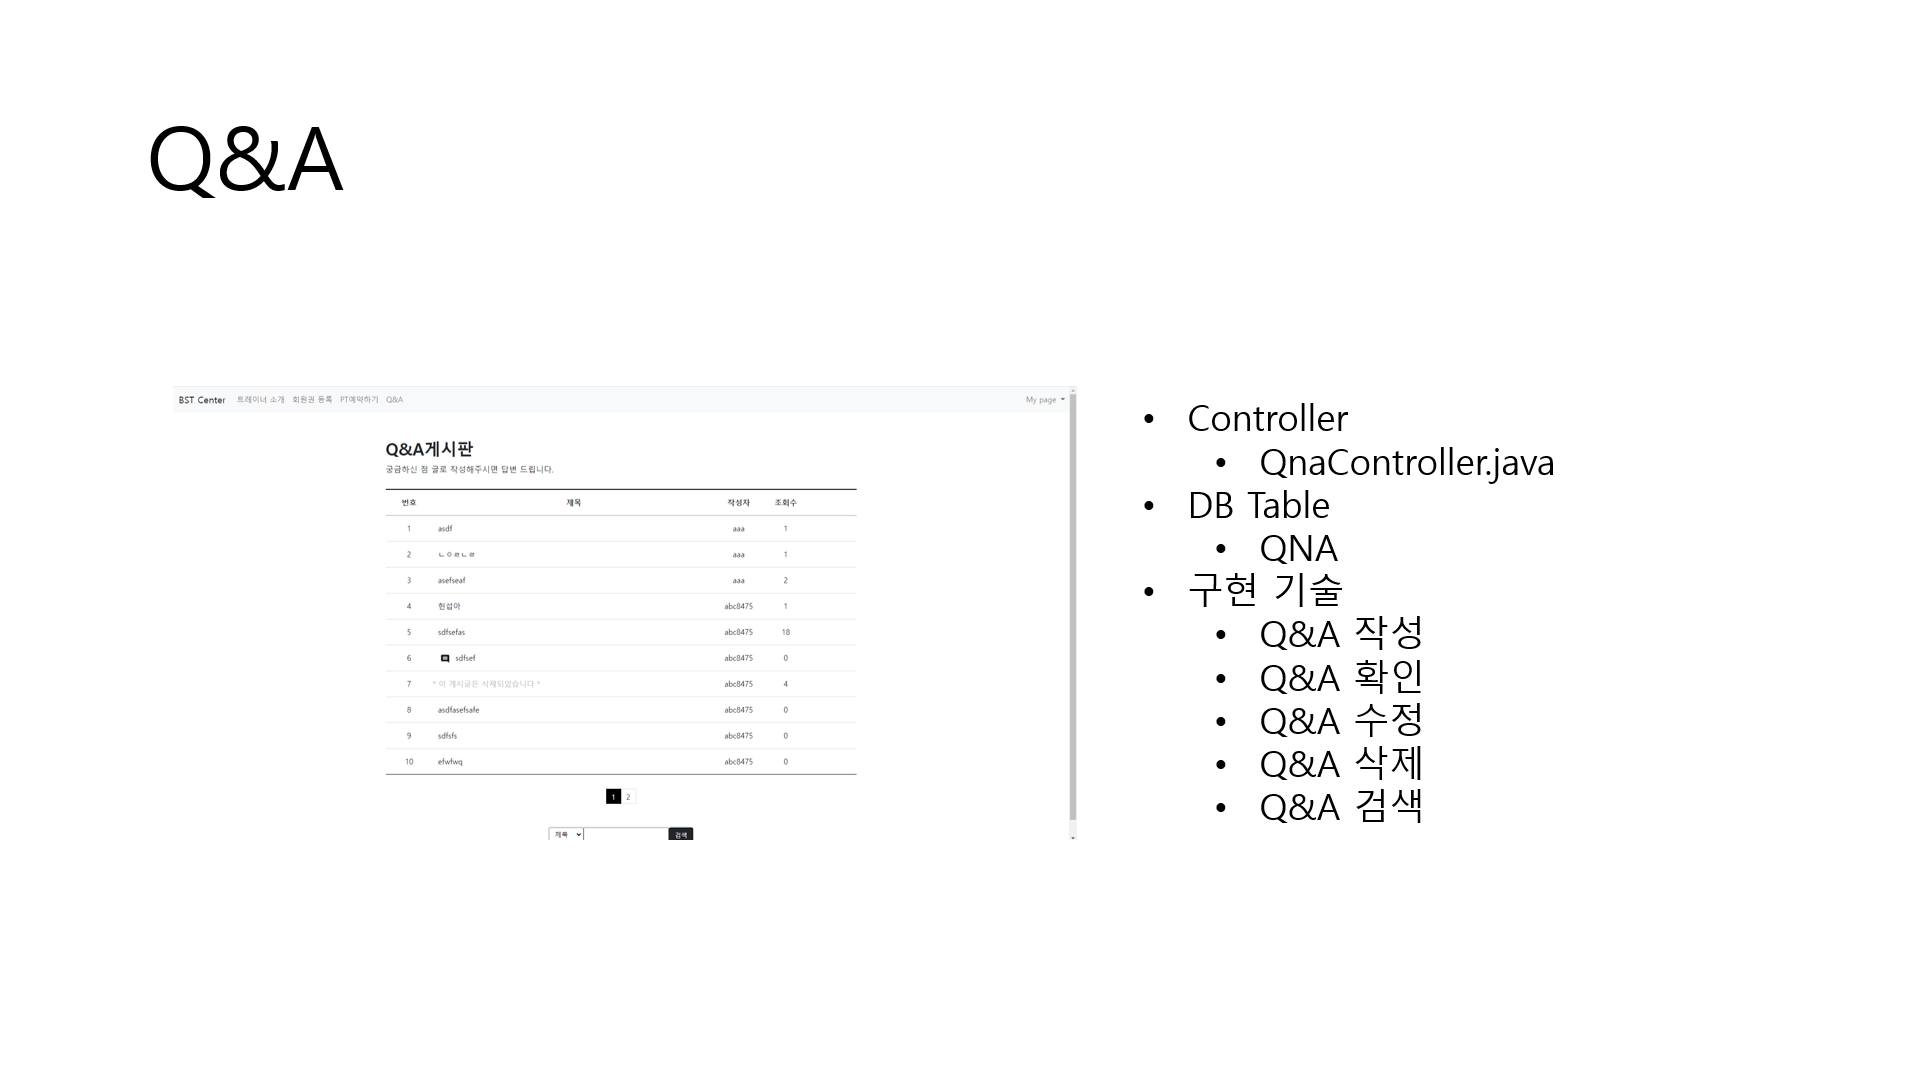 Q&A
BST Center 트레이너 소개 회원권 등록 PT예약하기 Q&A My page
Q&A게시판
궁금하신 점 글로 작성해주시면 답변 드립니다.
번호 제목 작성자 조회수
1 asdf aaa 1
2 ㄴㅇㄹㄴㄹ aaa 1
3 asefseaf aaa 2
4 헌섭아 abc8475 1
5 sdfsefas abc8475 18
6 sdfsef abc8475 0
7 * 이 게시글은 삭제되었습니다 * abc8475 4
8 asdfasefsafe abc8475 0
9 sdfsfs abc8475 0
10 efwfwq abc8475 0
1 2
제목 검색
• Controller
• QnaController.java
• DB Table
• QNA
• 구현 기술
• Q&A 작성
• Q&A 확인
• Q&A 수정
• Q&A 삭제
• Q&A 검색